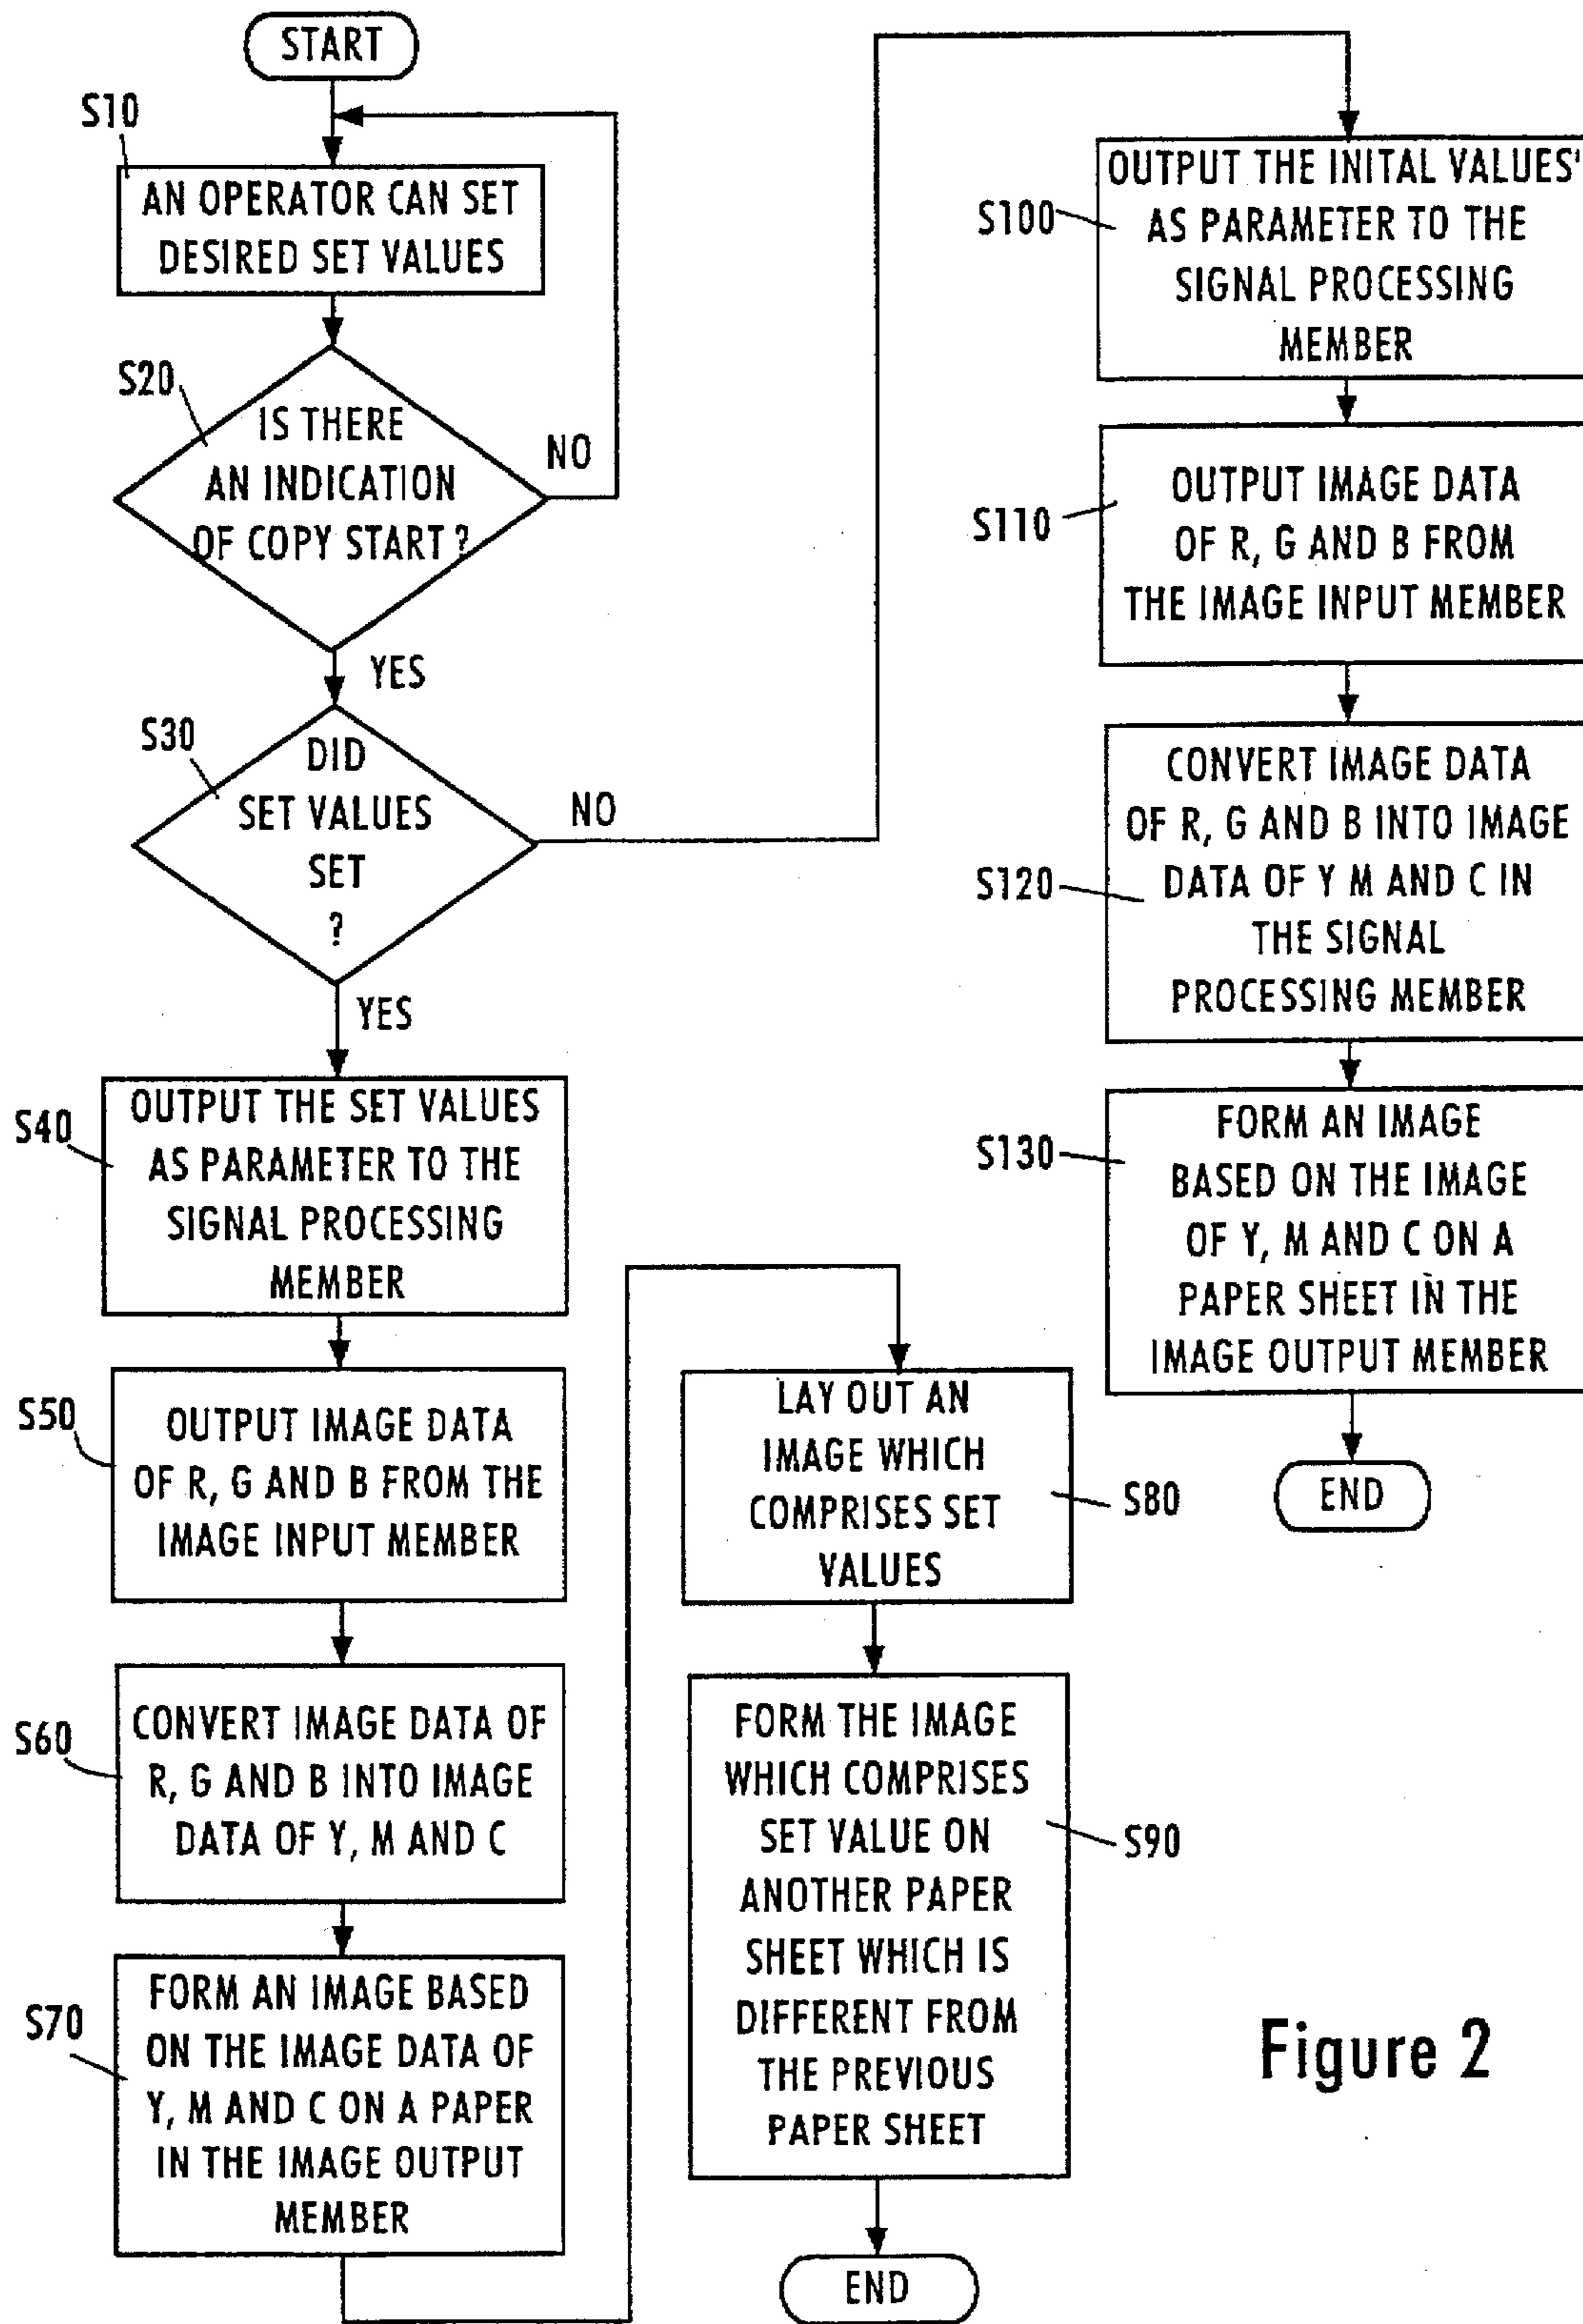 START
S10
AN OPERATOR CAN SET
DESIRED SET VALUES
S20
IS THERE
AN INDICATION
OF COPY START ?
NO
YES
S30
DID
SET VALUES
SET
?
NO
YES
S40
OUTPUT THE SET VALUES
AS PARAMETER TO THE
SIGNAL PROCESSING
MEMBER
S50
OUTPUT IMAGE DATA
OF R, G AND B FROM THE
IMAGE INPUT MEMBER
S60
CONVERT IMAGE DATA OF
R, G AND B INTO IMAGE
DATA OF Y, M AND C
S70
FORM AN IMAGE BASED
ON THE IMAGE DATA OF
Y, M AND C ON A PAPER
IN THE IMAGE OUTPUT
MEMBER
LAY OUT AN
IMAGE WHICH
COMPRISES SET
VALUES
S80
FORM THE IMAGE
WHICH COMPRISES
SET VALUE ON
ANOTHER PAPER
SHEET WHICH IS
DIFFERENT FROM
THE PREVIOUS
PAPER SHEET
S90
END
S100
OUTPUT THE INITAL VALUES'
AS PARAMETER TO THE
SIGNAL PROCESSING
MEMBER
S110
OUTPUT IMAGE DATA
OF R, G AND B FROM
THE IMAGE INPUT MEMBER
S120
CONVERT IMAGE DATA
OF R, G AND B INTO IMAGE
DATA OF Y M AND C IN
THE SIGNAL
PROCESSING MEMBER
S130
FORM AN IMAGE
BASED ON THE IMAGE
OF Y, M AND C ON A
PAPER SHEET IN THE
IMAGE OUTPUT MEMBER
END
Figure 2